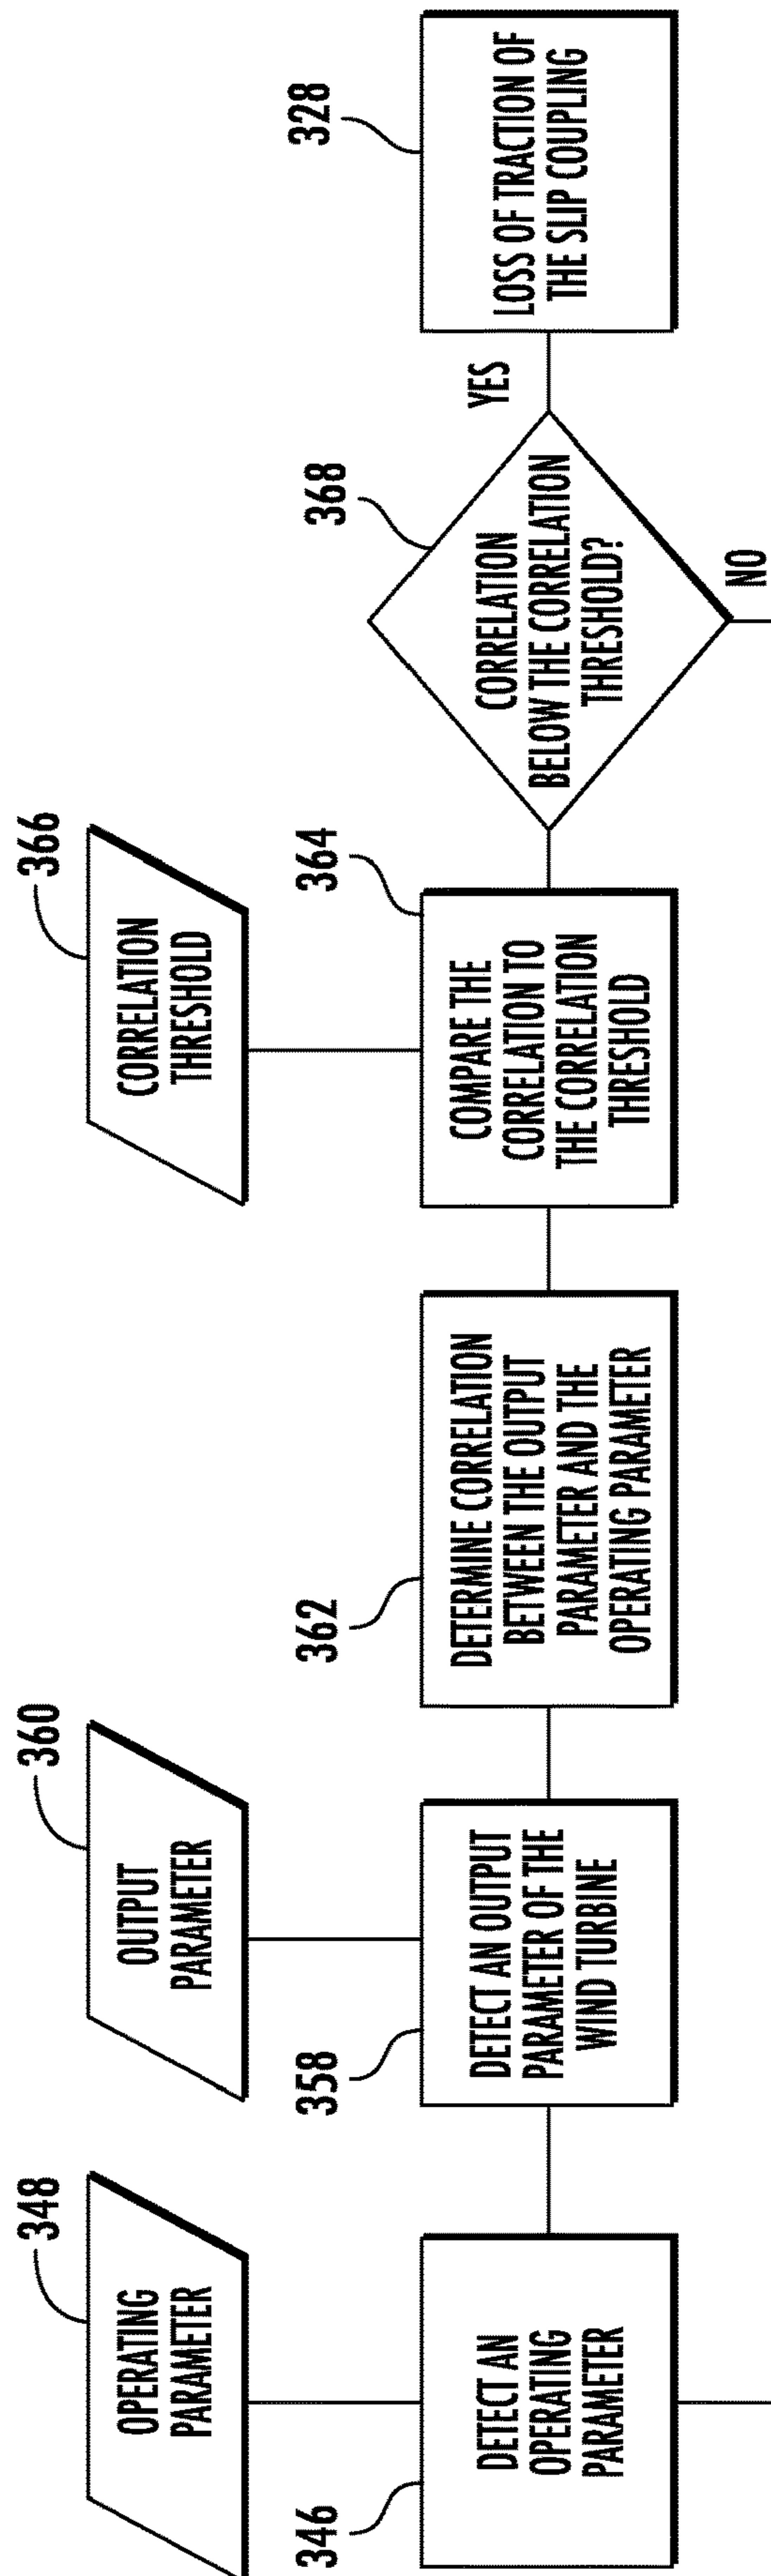 348
OPERATING
PARAMETER
360
OUTPUT
PARAMETER
366
CORRELATION
THRESHOLD
346
DETECT AN
OPERATING
PARAMETER
358
DETECT AN OUTPUT
PARAMETER OF THE
WIND TURBINE
362
DETERMINE CORRELATION
BETWEEN THE OUTPUT
PARAMETER AND THE
OPERATING PARAMETER
364
COMPARE THE
CORRELATION TO
THE CORRELATION
THRESHOLD
368
CORRELATION
BELOW THE CORRELATION
THRESHOLD?
YES
NO
328
LOSS OF TRACTION OF
THE SLIP COUPLING